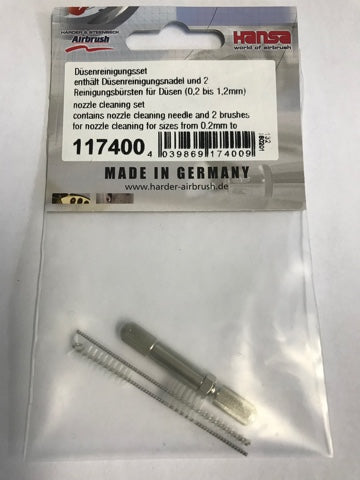 HARDER & STEENBECK
Airbrush
Hansa
world of airbrush
Düsenreinigungsset
enthält Düsenreinigungsnadel und 2
Reinigungsbürsten für Düsen (0,2 bis 1,2mm)
nozzle cleaning set
contains nozzle cleaning needle and 2 brushes
for nozzle cleaning for sizes from 0.2mm to
117400
4 039869 174009
MADE IN GERMANY
www.harder-airbrush.de